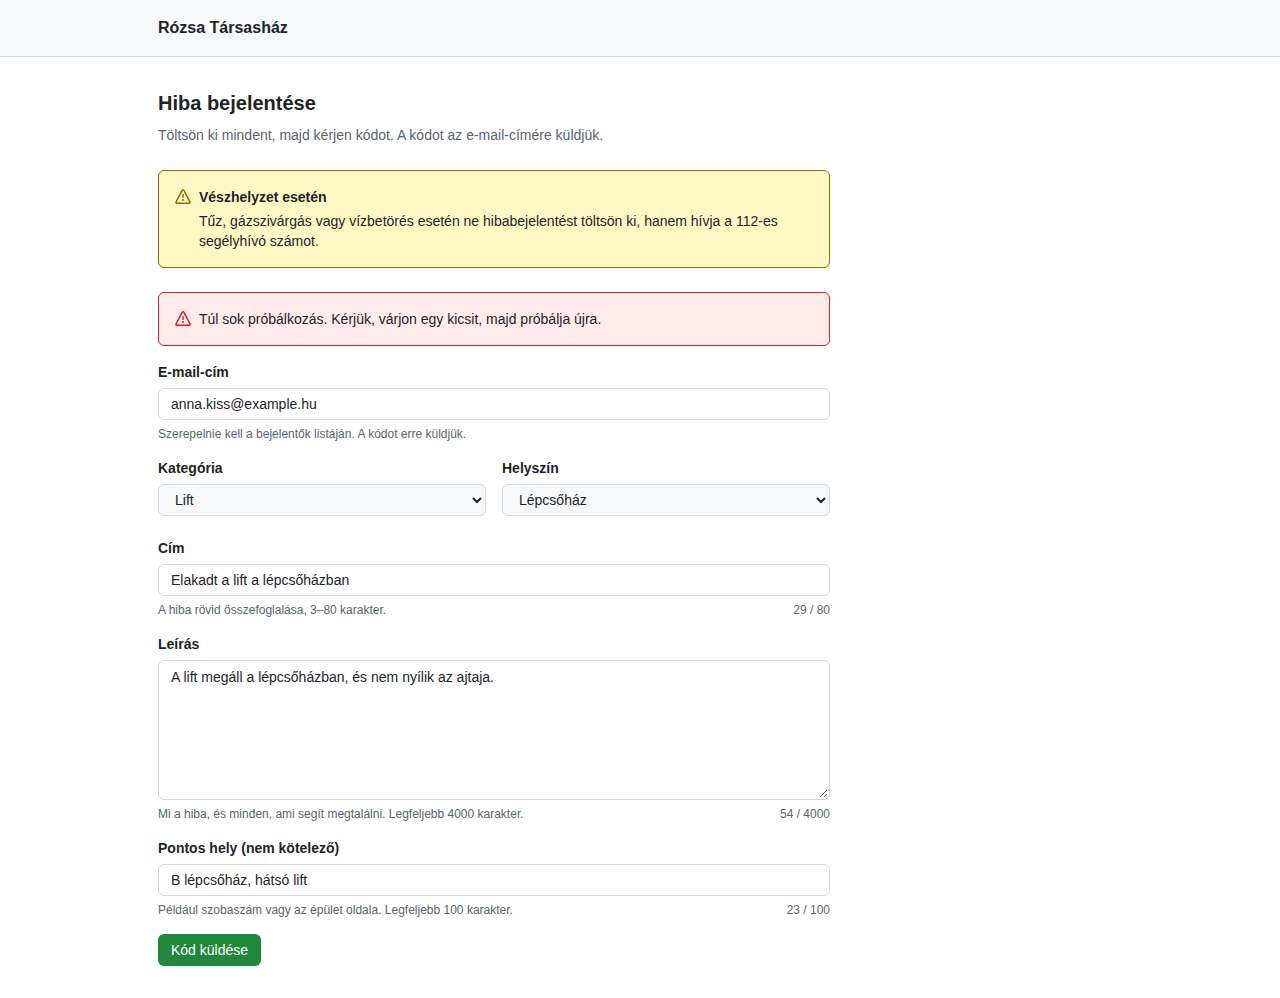 Rózsa Társasház
Hiba bejelentése
Töltsön ki mindent, majd kérjen kódot. A kódot az e-mail-címére küldjük.
Vészhelyzet esetén
Tűz, gázszivárgás vagy vízbetörés esetén ne hibabejelentést töltsön ki, hanem hívja a 112-es
segélyhívó számot.
Túl sok próbálkozás. Kérjük, várjon egy kicsit, majd próbálja újra.
E-mail-cím
anna.kiss@example.hu
Szerepelnie kell a bejelentők listáján. A kódot erre küldjük.
Kategória Helyszín
Lift Lépcsőház
Cím
Elakadt a lift a lépcsőházban
A hiba rövid összefoglalása, 3–80 karakter. 29 / 80
Leírás
A lift megáll a lépcsőházban, és nem nyílik az ajtaja.
Mi a hiba, és minden, ami segít megtalálni. Legfeljebb 4000 karakter. 54 / 4000
Pontos hely (nem kötelező)
B lépcsőház, hátsó lift
Például szobaszám vagy az épület oldala. Legfeljebb 100 karakter. 23 / 100
Kód küldése